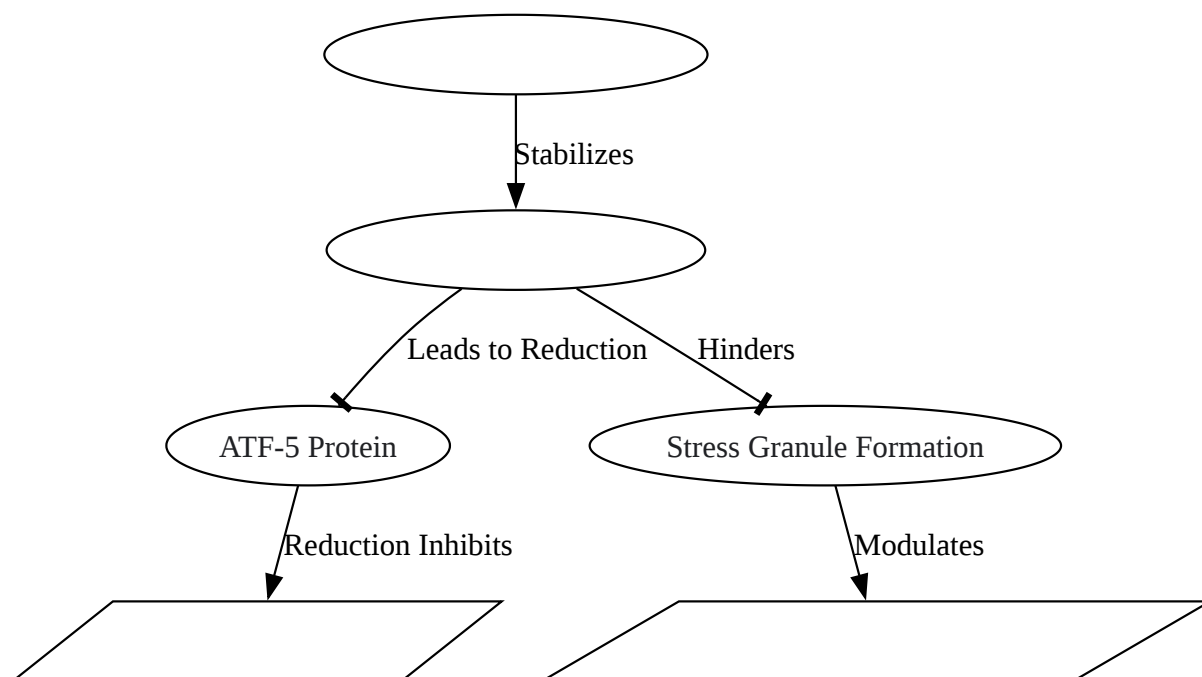 Stabilizes
Leads to Reduction
Hinders
ATF-5 Protein
Stress Granule Formation
Reduction Inhibits
Modulates